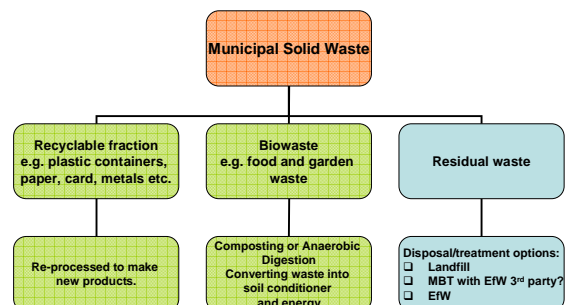 Municipal Solid Waste
Recyclable fraction
e.g. plastic containers,
paper, card, metals etc.
Biowaste
e.g. food and garden
waste
Residual waste
Re-processed to make
new products.
Composting or Anaerobic
Digestion
Converting waste into
soil conditioner
and energy
Disposal/treatment options:
❑ Landfill
❑ MBT with EfW 3rd party?
❑ EfW